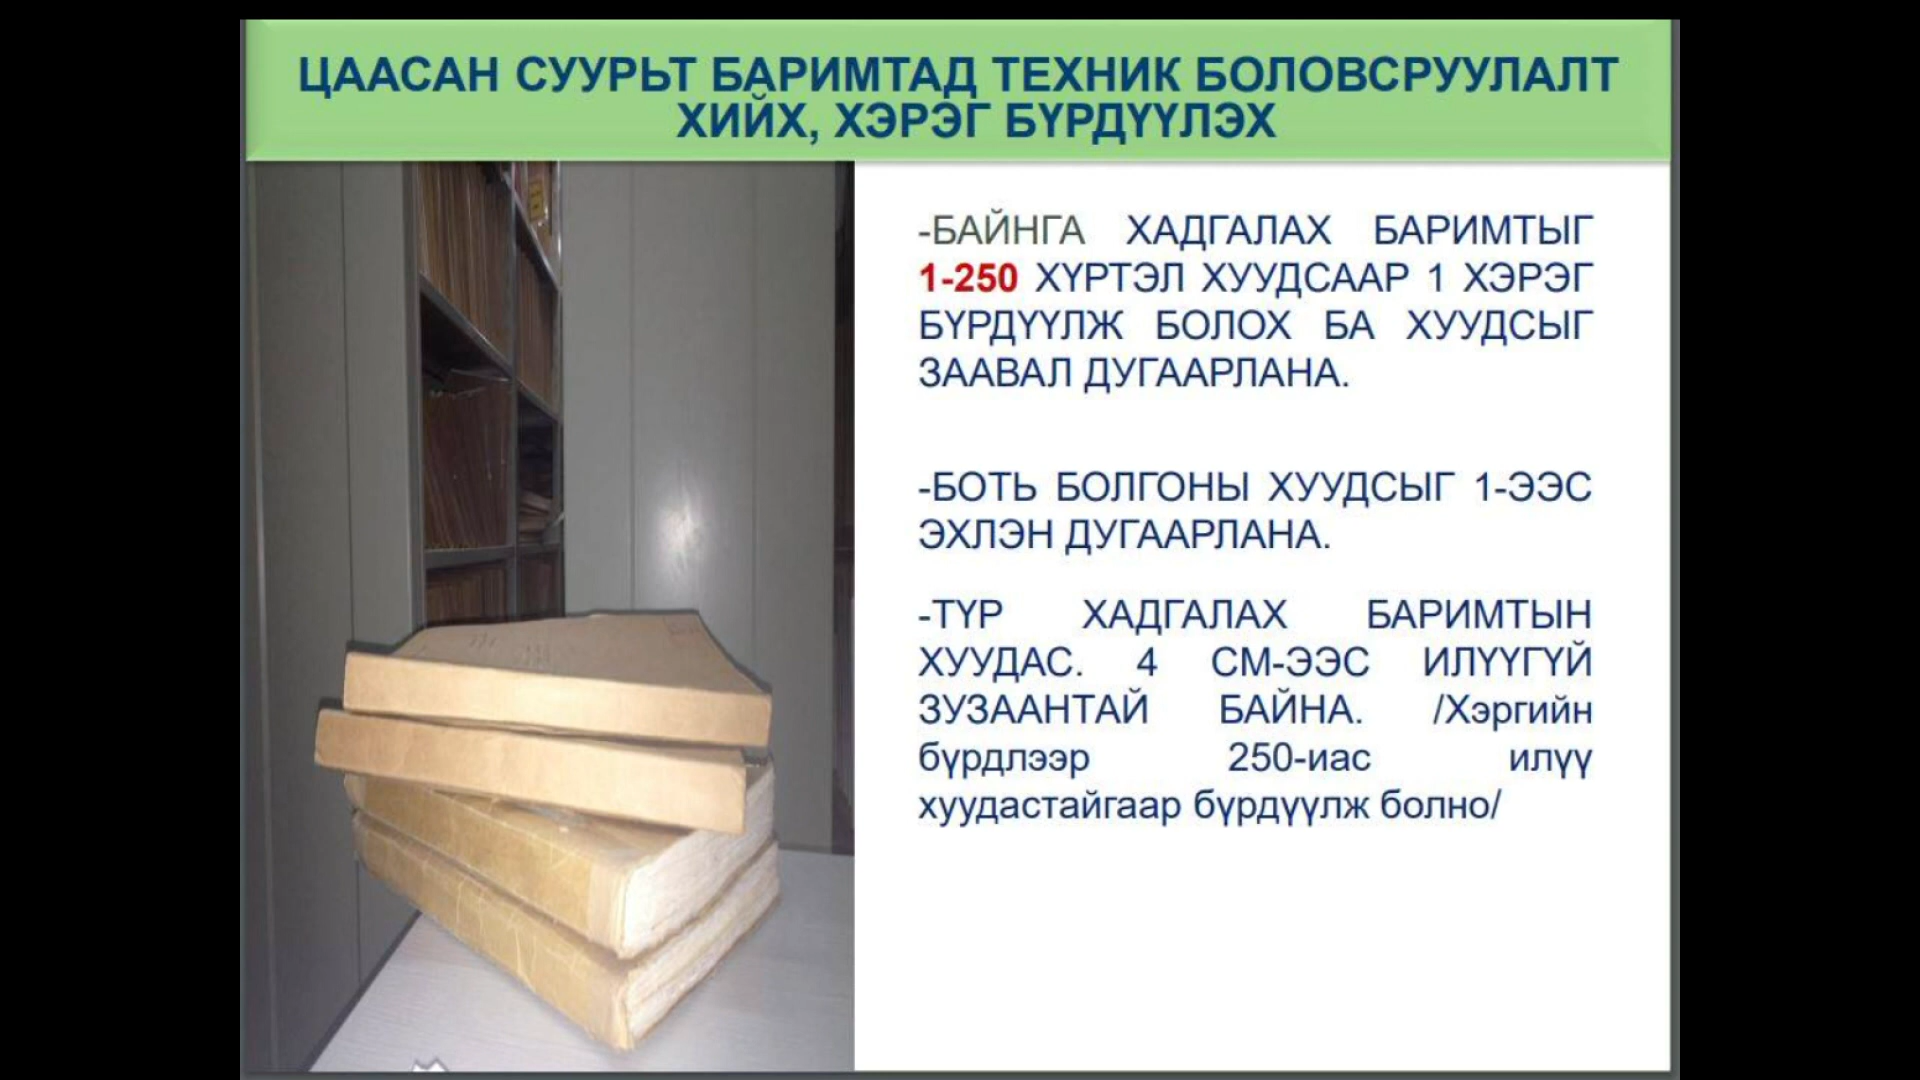 ЦААСАН СУУРЬТ БАРИМТАД ТЕХНИК БОЛОВСРУУЛАЛТ
ХИЙХ, ХЭРЭГ БҮРДҮҮЛЭХ
-БАЙНГА ХАДГАЛАХ БАРИМТЫГ
1-250 ХҮРТЭЛ ХУУДСААР 1 ХЭРЭГ
БҮРДҮҮЛЖ БОЛОХ БА ХУУДСЫГ
ЗААВАЛ ДУГААРЛАНА.
-БОТЬ БОЛГОНЫ ХУУДСЫГ 1-ЭЭС
ЭХЛЭН ДУГААРЛАНА.
-ТҮР ХАДГАЛАХ БАРИМТЫН
ХУУДАС. 4 СМ-ЭЭС ИЛҮҮГҮЙ
ЗУЗААНТАЙ БАЙНА. /Хэргийн
бүрдлээр 250-иас илүү
хуудастайгаар бүрдүүлж болно/